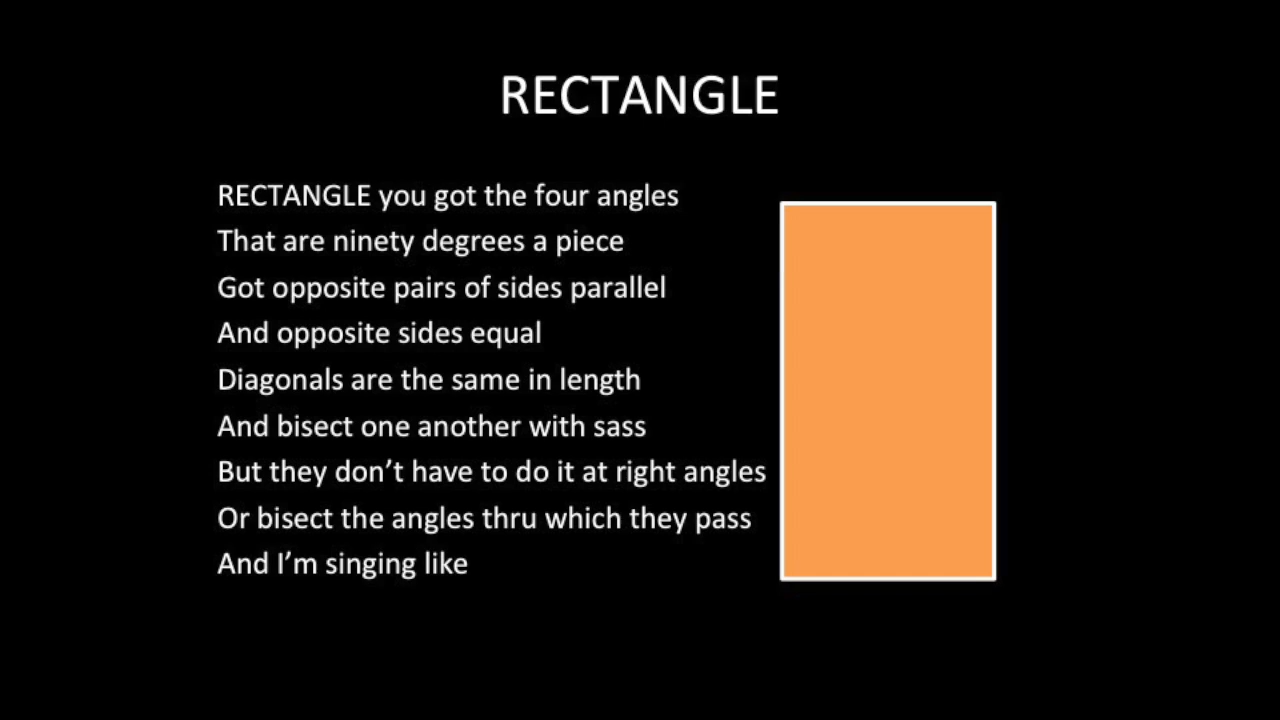 RECTANGLE
RECTANGLE you got the four angles
That are ninety degrees a piece
Got opposite pairs of sides parallel
And opposite sides equal
Diagonals are the same in length
And bisect one another with sass
But they don’t have to do it at right angles
Or bisect the angles thru which they pass
And I’m singing like